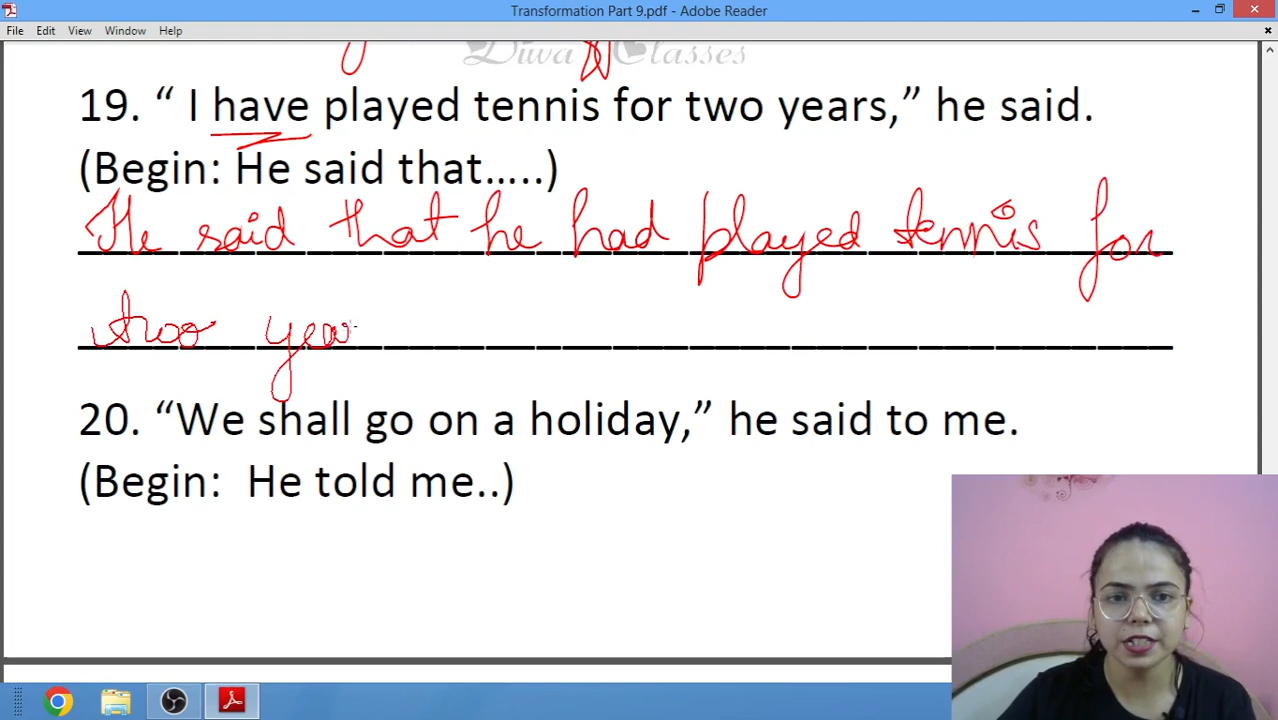 Transformation Part 9.pdf - Adobe Reader
File Edit View Window Help
Diwa Classes
19. “ I have played tennis for two years,” he said.
(Begin: He said that.....)
He said that he had played tennis for
two year
20. “We shall go on a holiday,” he said to me.
(Begin: He told me..)